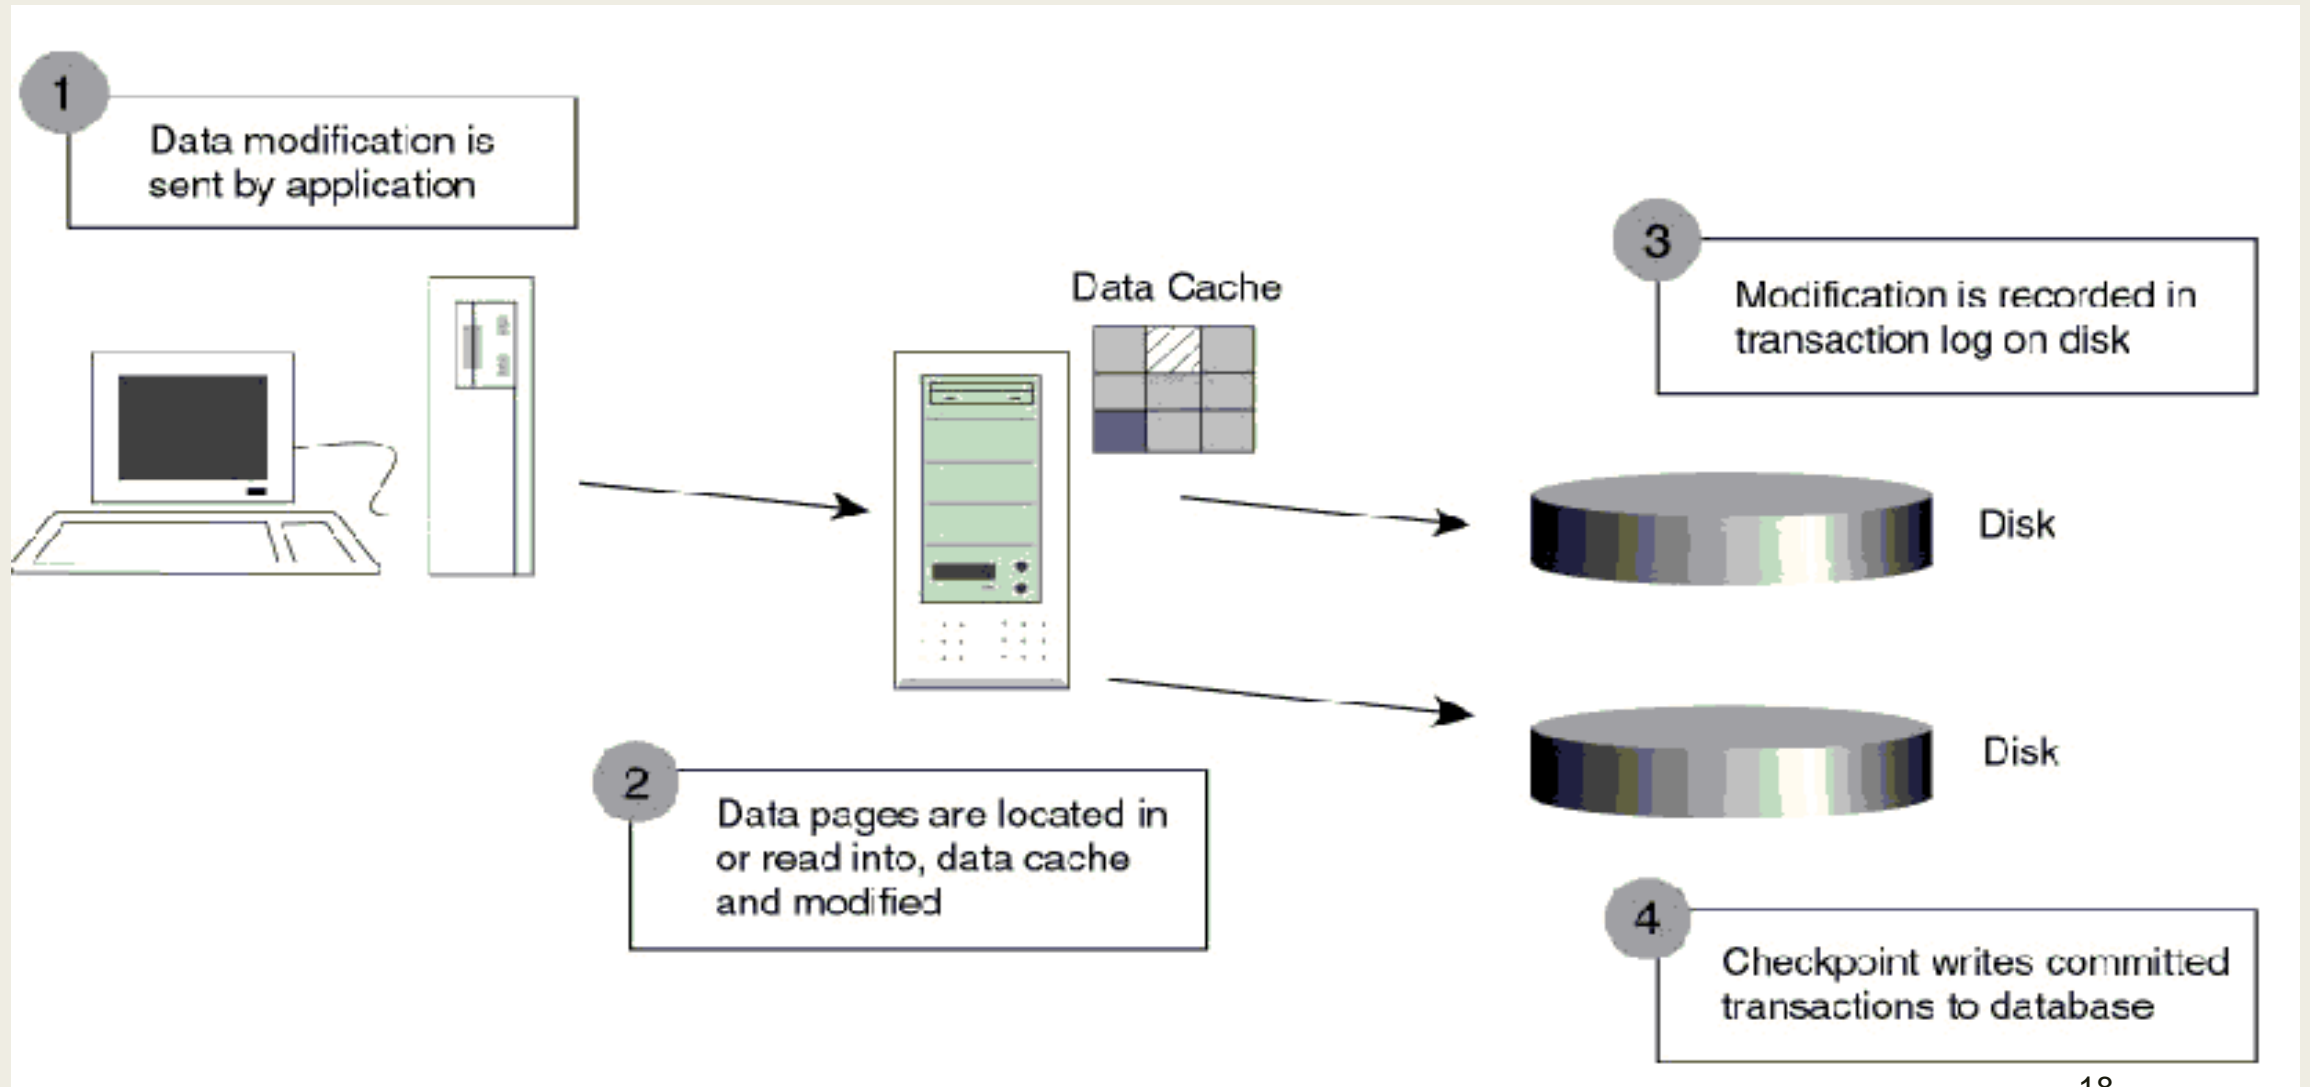 1
Data modification is
sent by application
Data Cache
3
Modification is recorded in
transaction log on disk
Disk
Disk
2
Data pages are located in
or read into, data cache
and modified
4
Checkpoint writes committed
transactions to database
18